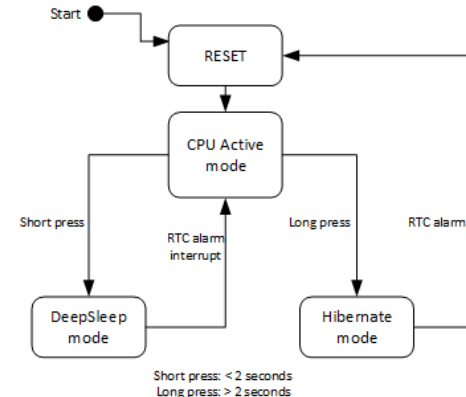 Start
RESET
CPU Active
mode
Short press
RTC alarm
interrupt
Long press
RTC alarm
DeepSleep
mode
Hibernate
mode
Short press: < 2 seconds
Long press: > 2 seconds